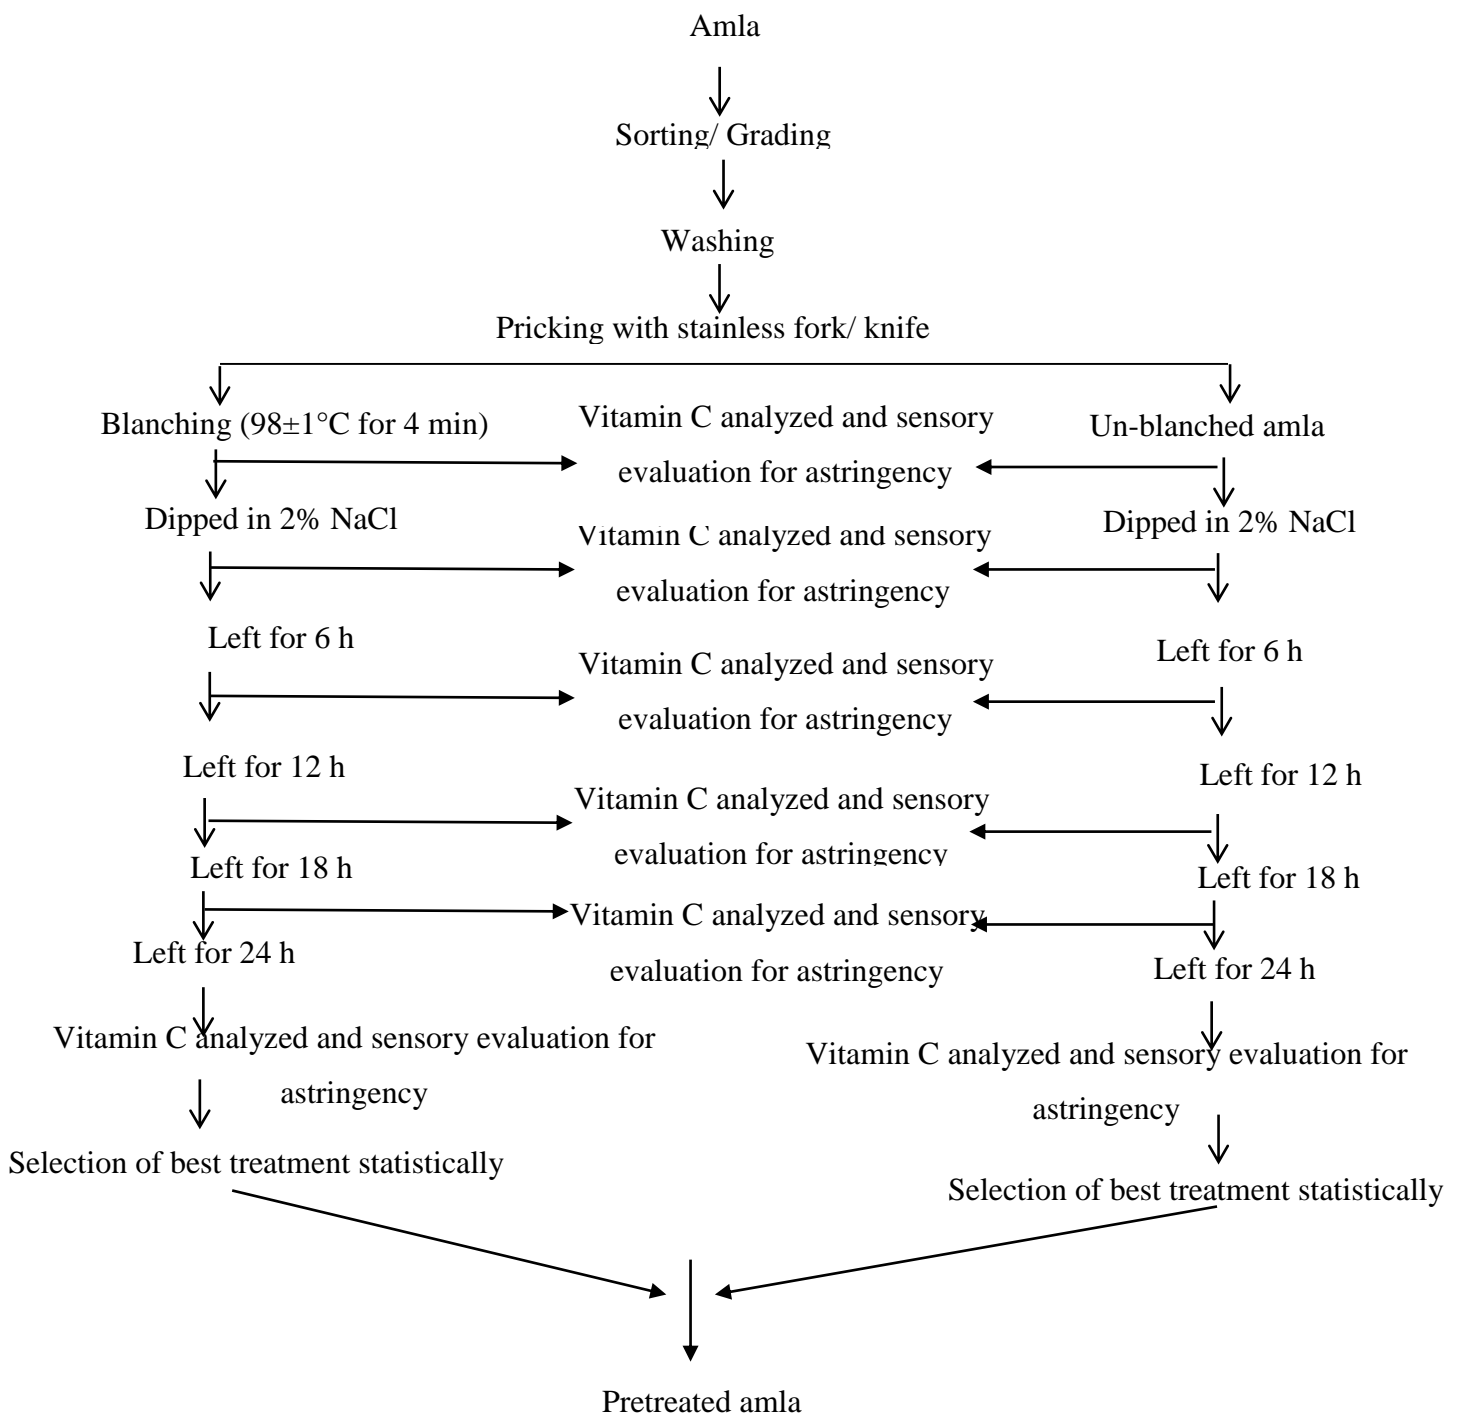 Amla
Sorting/ Grading
Washing
Pricking with stainless fork/ knife
Blanching (98±1°C for 4 min)
Vitamin C analyzed and sensory
evaluation for astringency
Un-blanched amla
Dipped in 2% NaCl
Vitamin C analyzed and sensory
evaluation for astringency
Dipped in 2% NaCl
Left for 6 h
Vitamin C analyzed and sensory
evaluation for astringency
Left for 6 h
Left for 12 h
Vitamin C analyzed and sensory
evaluation for astringency
Left for 12 h
Left for 18 h
Vitamin C analyzed and sensory
evaluation for astringency
Left for 18 h
Left for 24 h
Left for 24 h
Vitamin C analyzed and sensory evaluation for
astringency
Vitamin C analyzed and sensory evaluation for
astringency
Selection of best treatment statistically
Selection of best treatment statistically
Pretreated amla